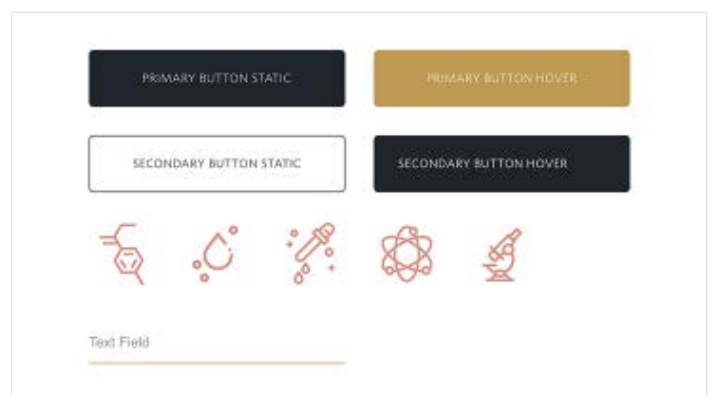 PRIMARY BUTTON STATIC
PRIMARY BUTTON HOVER
SECONDARY BUTTON STATIC
SECONDARY BUTTON HOVER
Text Field